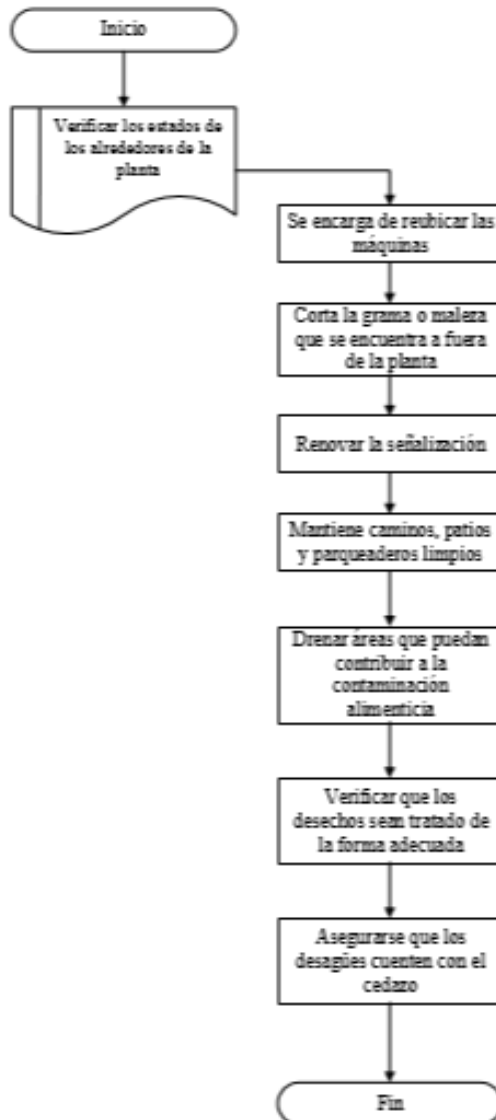 Inicio
Verificar los estados de
los alrededores de la
planta
Se encarga de reubicar las
máquinas
Corta la grama o maleza
que se encuentra a fuera
de la planta
Renovar la señalización
Mantiene caminos, patios
y parqueaderos limpios
Drenar áreas que puedan
contribuir a la
contaminación
alimenticia
Verificar que los
desechos sean tratado de
la forma adecuada
Asegurarse que los
desagües cuenten con el
cedazo
Fin